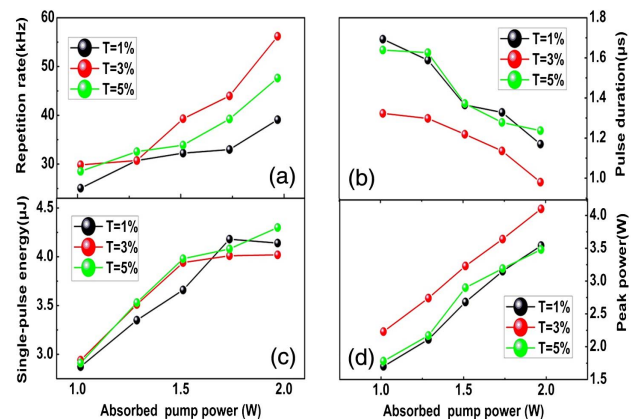 60
50
40
30
Repetition rate(kHz)
T=1%
T=3%
T=5%
(a)
1.8
1.6
1.4
1.2
1.0
Pulse duration(μs)
T=1%
T=3%
T=5%
(b)
4.5
4.0
3.5
3.0
Single-pulse energy(μJ)
T=1%
T=3%
T=5%
(c)
1.0 1.5 2.0
Absorbed pump power (W)
4.0
3.5
3.0
2.5
2.0
1.5
Peak power(W)
T=1%
T=3%
T=5%
(d)
1.0 1.5 2.0
Absorbed pump power (W)